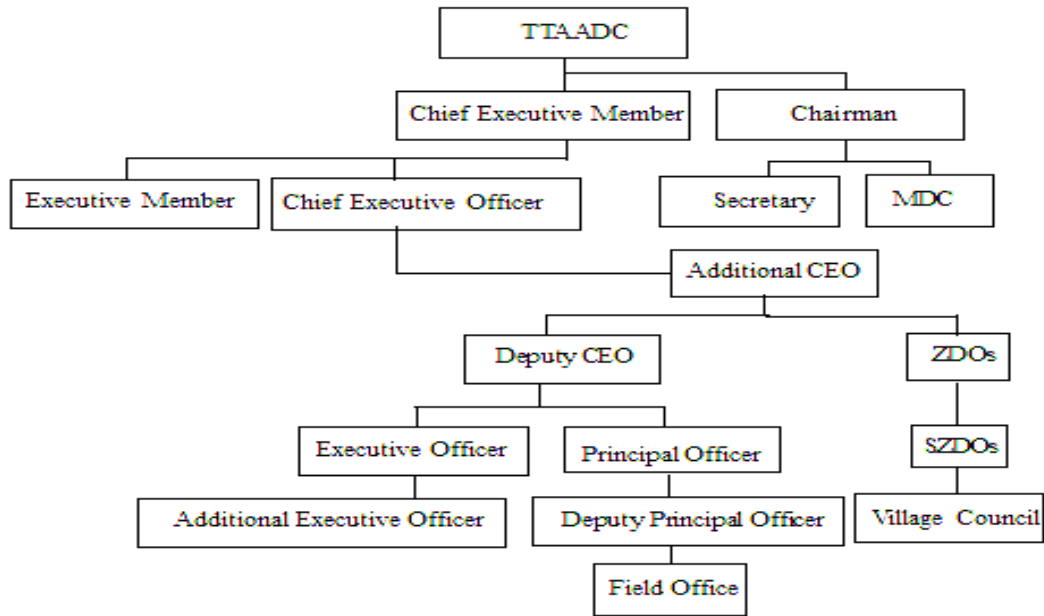 TTAADC
Chief Executive Member
Chairman
Executive Member
Chief Executive Officer
Secretary
MDC
Additional CEO
Deputy CEO
ZDOs
Executive Officer
Principal Officer
SZDOs
Additional Executive Officer
Deputy Principal Officer
Village Council
Field Office